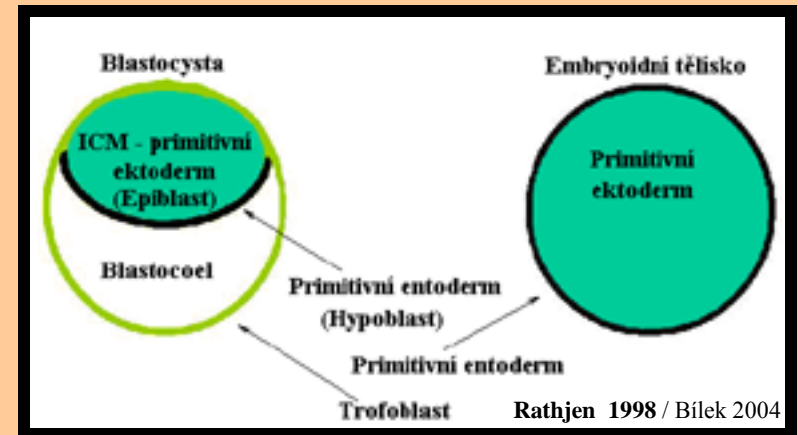 Blastocysta
ICM - primitivní
ektoderm
(Epiblast)
Blastocoel
Primitivní entoderm
(Hypoblast)
Primitivní entoderm
Trofoblast
Embryoidní tělísko
Primitivní
ektoderm
Rathjen 1998 / Bílek 2004